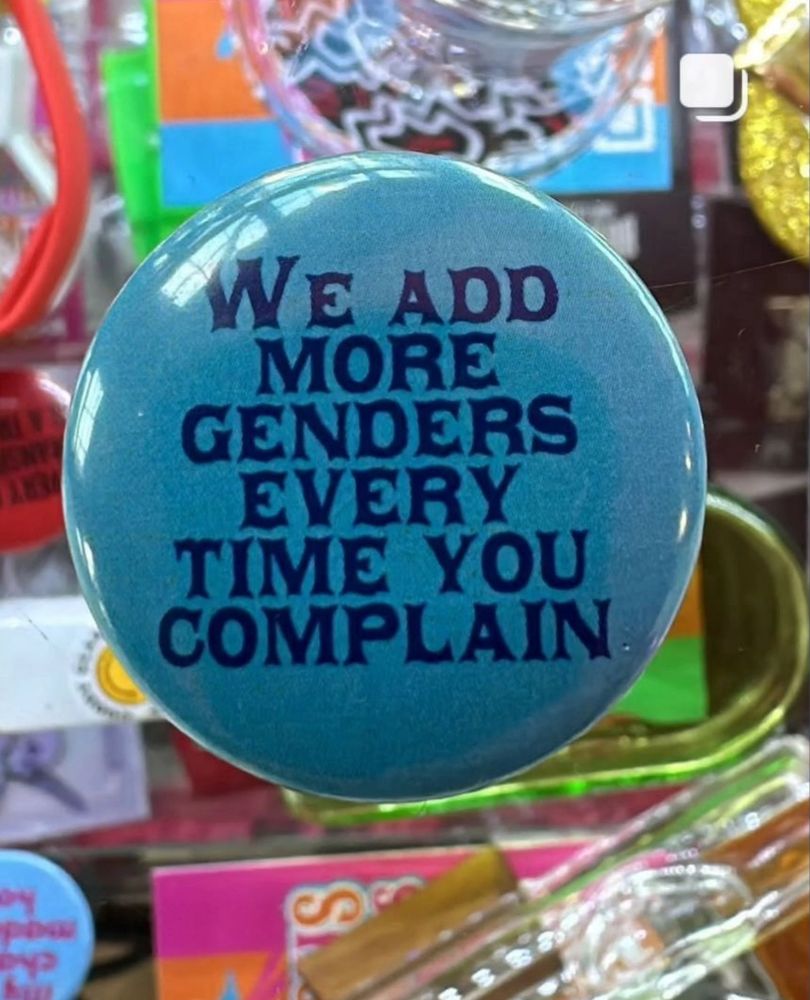 We add
more
genders
every
time you
complain